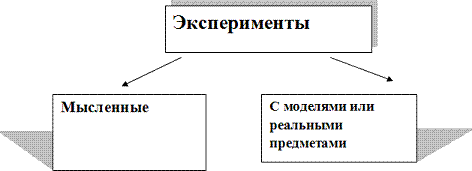 Эксперименты
Мысленные
С моделями или
реальными
предметами